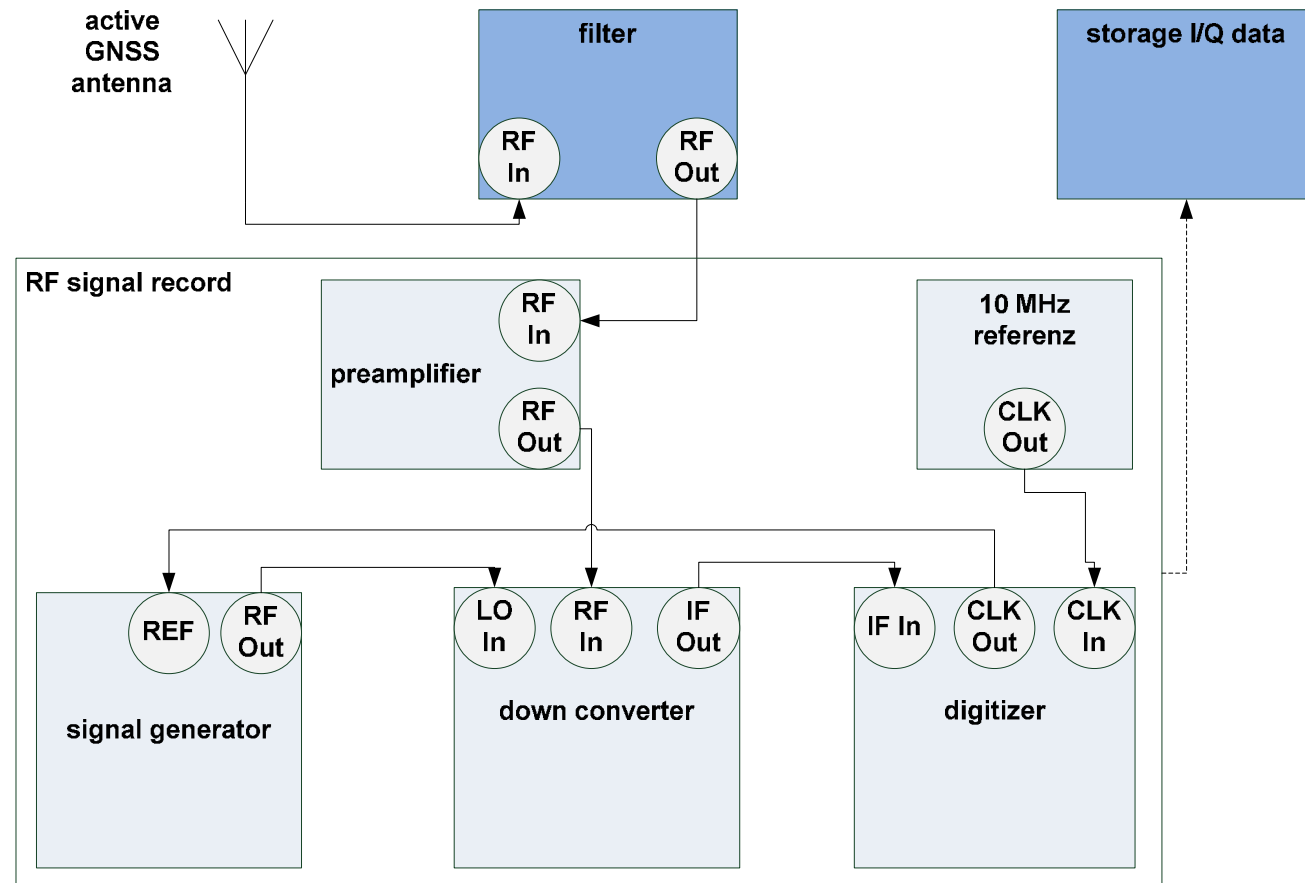 active
GNSS
antenna
filter
RF
In
RF
Out
storage I/Q data
RF signal record
preamplifier
RF
In
RF
Out
10 MHz
referenz
CLK
Out
REF
RF
Out
signal generator
LO
In
RF
In
IF
Out
down converter
IF In
CLK
Out
CLK
In
digitizer